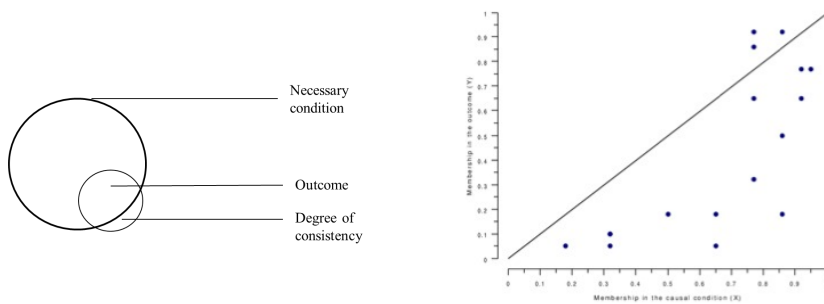 Necessary
condition
Outcome
Degree of
consistency
1
0.9
0.8
0.7
0.6
0.5
0.4
0.3
0.2
0.1
0
Membership in the outcome (Y)
0 0.1 0.2 0.3 0.4 0.5 0.6 0.7 0.8 0.9
Membership in the causal condition (X)